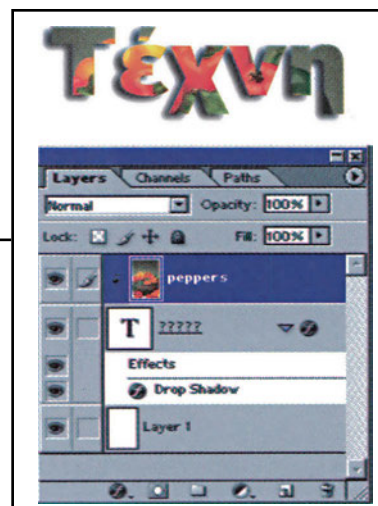 Τέχνη
Layers Channels Paths
Normal Opacity: 100%
Lock: Fill: 100%
peppers
T ?????
Effects
Drop Shadow
Layer 1